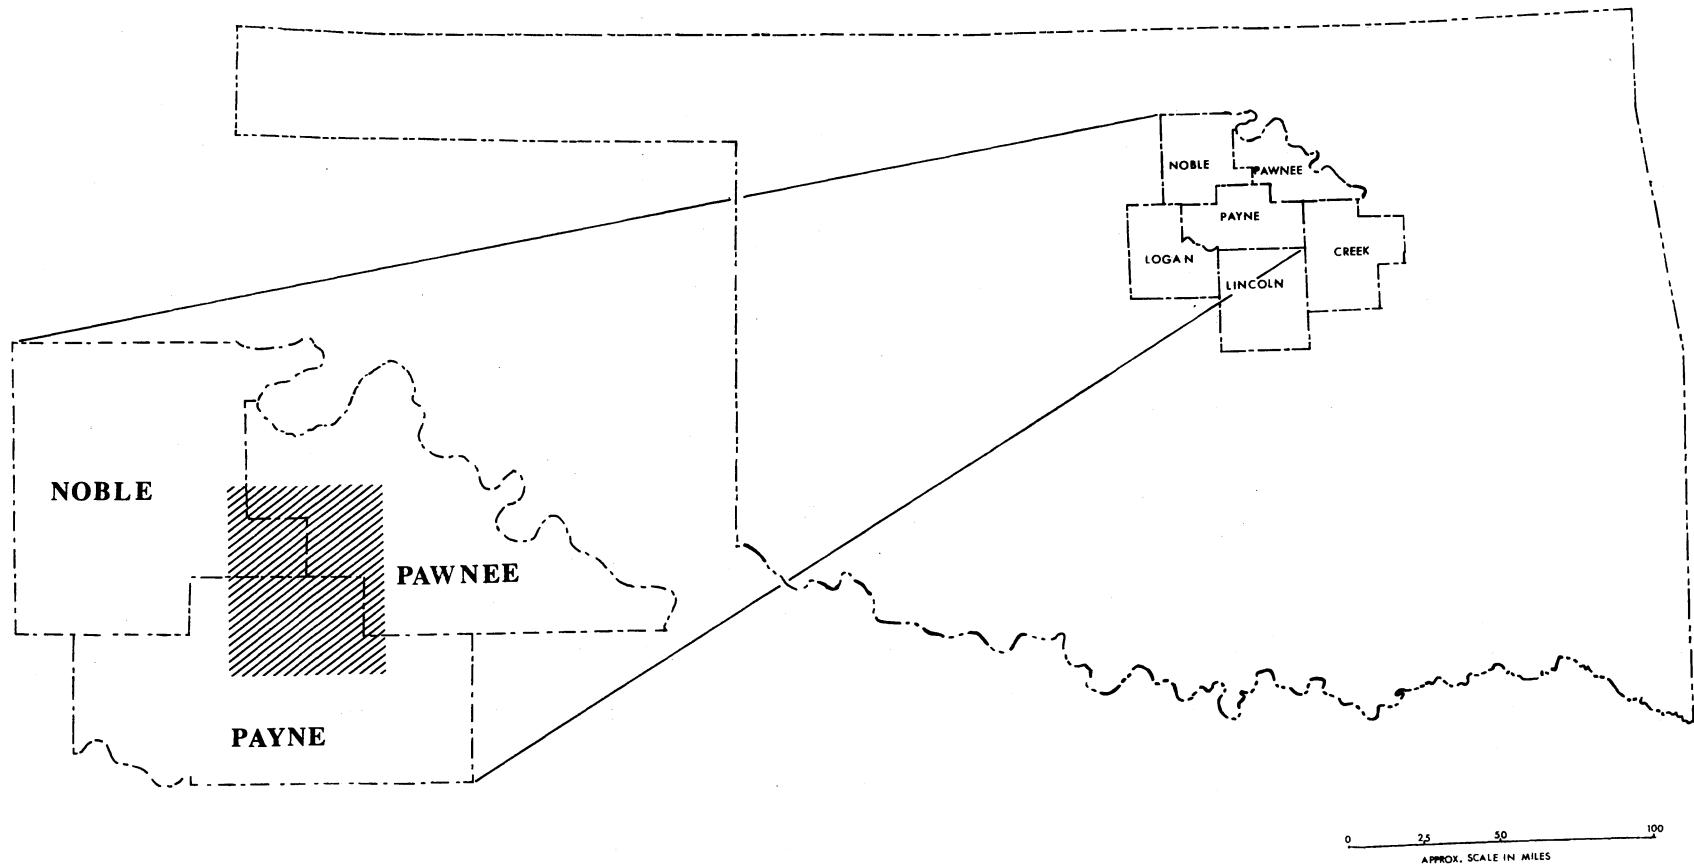 NOBLE
PAWNEE
PAYNE
LOGAN
CREEK
LINCOLN
NOBLE
PAWNEE
PAYNE
0 25 50 100
APPROX. SCALE IN MILES